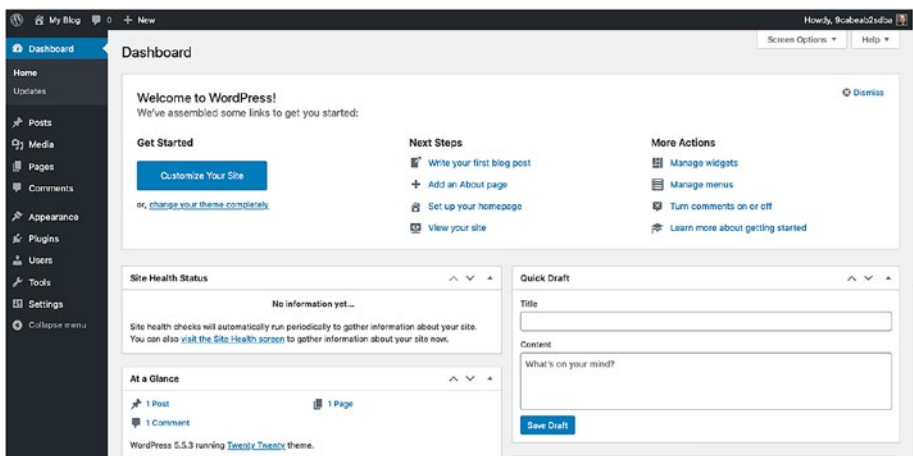 My Blog 0 + New
Howdy, 9cabeab2sdba
Screen Options
Help
Dashboard
Home
Updates
Posts
Media
Pages
Comments
Appearance
Plugins
Users
Tools
Settings
Collapse menu
Dashboard
Welcome to WordPress!
We've assembled some links to get you started:
Dismiss
Get Started
Customize Your Site
or, change your theme completely
Next Steps
Write your first blog post
Add an About page
Set up your homepage
View your site
More Actions
Manage widgets
Manage menus
Turn comments on or off
Learn more about getting started
Site Health Status
No information yet...
Site health checks will automatically run periodically to gather information about your site.
You can also visit the Site Health screen to gather information about your site now.
At a Glance
1 Post
1 Page
1 Comment
WordPress 5.5.3 running Twenty Twenty theme.
Quick Draft
Title
Content
What's on your mind?
Save Draft